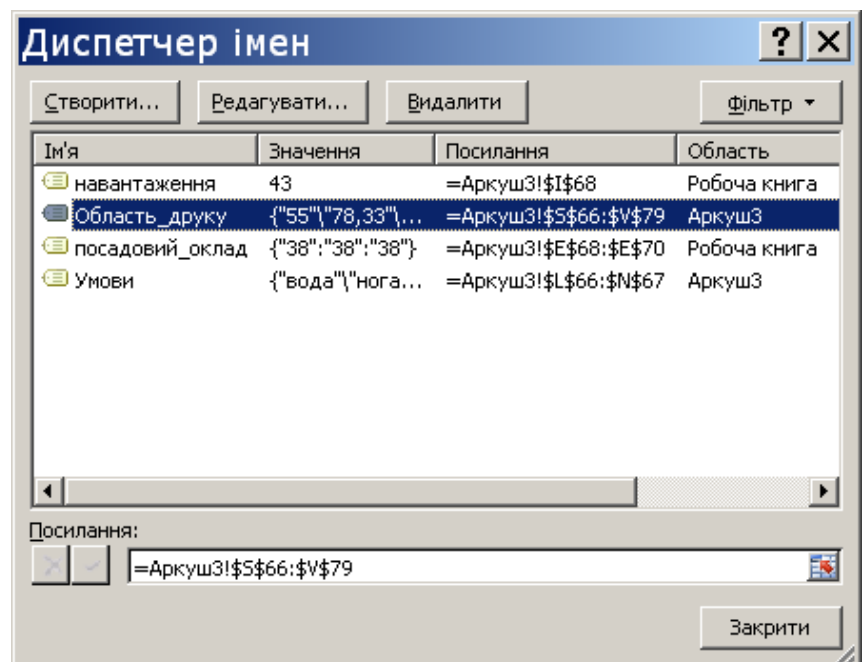 Диспетчер імен
Створити... Редагувати... Видалити Фільтр
Ім'я Значення Посилання Область
навантаження 43 =Аркуш3!$I$68 Робоча книга
Область_друку {"55"\"78,33"\... =Аркуш3!$S$66:$V$79 Аркуш3
посадовий_оклад {"38":"38":"38"} =Аркуш3!$E$68:$E$70 Робоча книга
Умови {"вода"\"нога... =Аркуш3!$L$66:$N$67 Аркуш3
Посилання:
=Аркуш3!$S$66:$V$79
Закрити